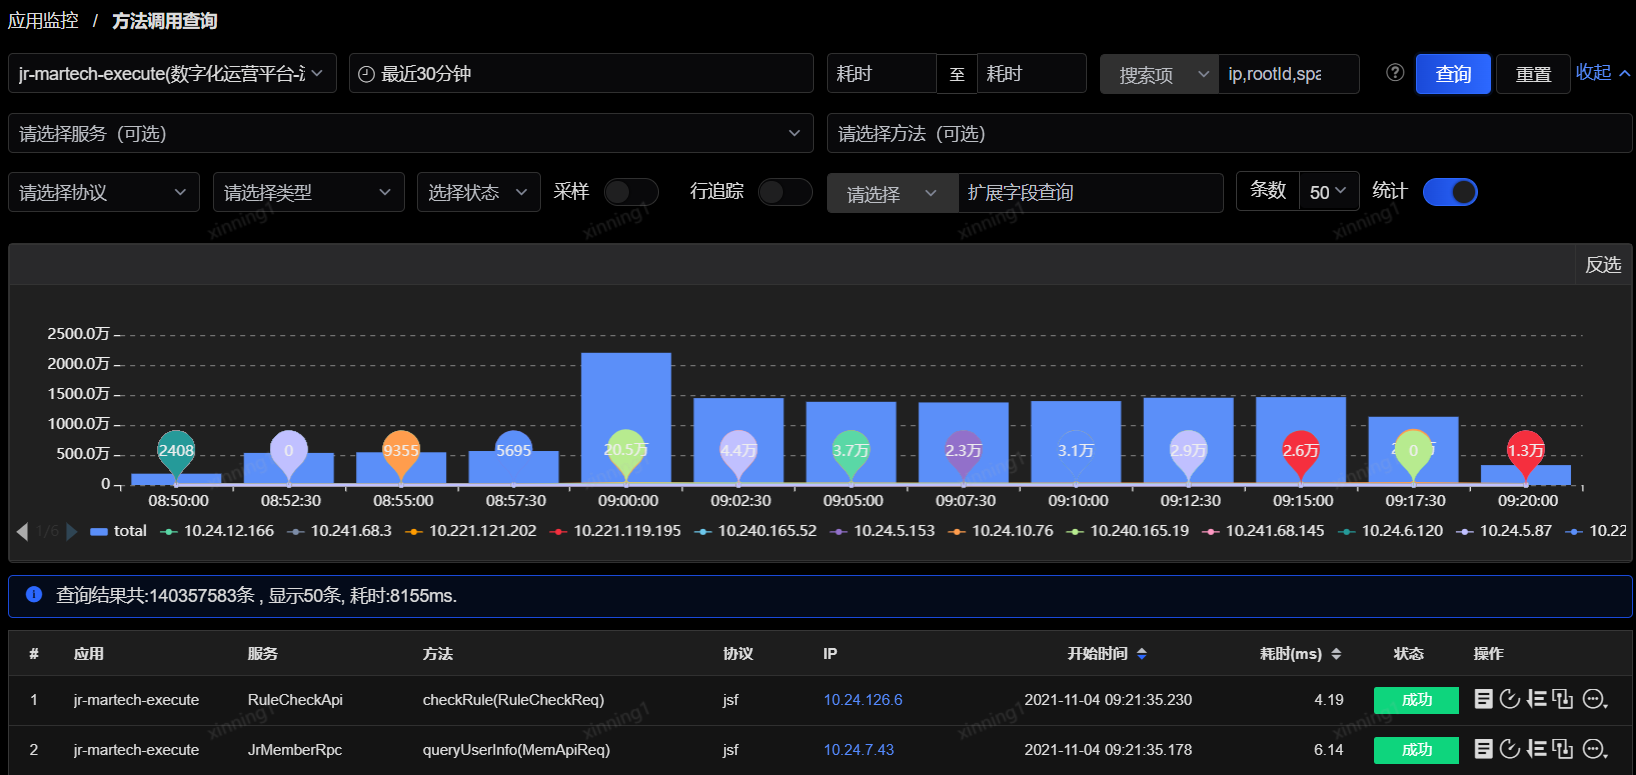 应用监控 / 方法调用查询
jr-martech-execute(数字化运营平台- 最近30分钟 耗时 至 耗时 搜索项 ip,rootId,spa 查询 重置 收起
请选择服务（可选） 请选择方法（可选）
请选择协议 请选择类型 选择状态 采样 行追踪 请选择 扩展字段查询 条数 50 统计
xinning1 xinning1 xinning1 xinning1
反选
2500.0万
2000.0万
1500.0万
1000.0万
500.0万
0
2408 0 9355 5695 20.5万 4.4万 3.7万 2.3万 3.1万 2.9万 2.6万 0 1.3万
08:50:00 08:52:30 08:55:00 08:57:30 09:00:00 09:02:30 09:05:00 09:07:30 09:10:00 09:12:30 09:15:00 09:17:30 09:20:00
1/6 total 10.24.12.166 10.241.68.3 10.221.121.202 10.221.119.195 10.240.165.52 10.24.5.153 10.24.10.76 10.240.165.19 10.241.68.145 10.24.6.120 10.24.5.87 10.22
查询结果共:140357583条 , 显示50条, 耗时:8155ms.
# 应用 服务 方法 协议 IP 开始时间 耗时(ms) 状态 操作
1 jr-martech-execute RuleCheckApi checkRule(RuleCheckReq) jsf 10.24.126.6 2021-11-04 09:21:35.230 4.19 成功
xinning1 xinning1 xinning1 xinning1
2 jr-martech-execute JrMemberRpc queryUserInfo(MemApiReq) jsf 10.24.7.43 2021-11-04 09:21:35.178 6.14 成功